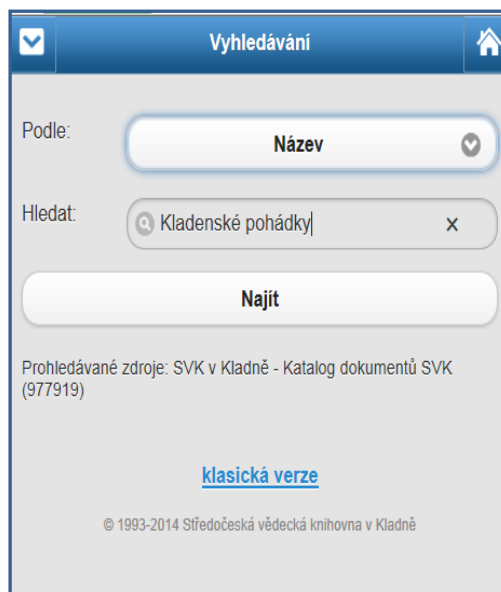 Vyhledávání
Podle:
Název
Hledat:
Kladenské pohádky
Najít
Prohledávané zdroje: SVK v Kladně - Katalog dokumentů SVK
(977919)
klasická verze
© 1993-2014 Středočeská vědecká knihovna v Kladně